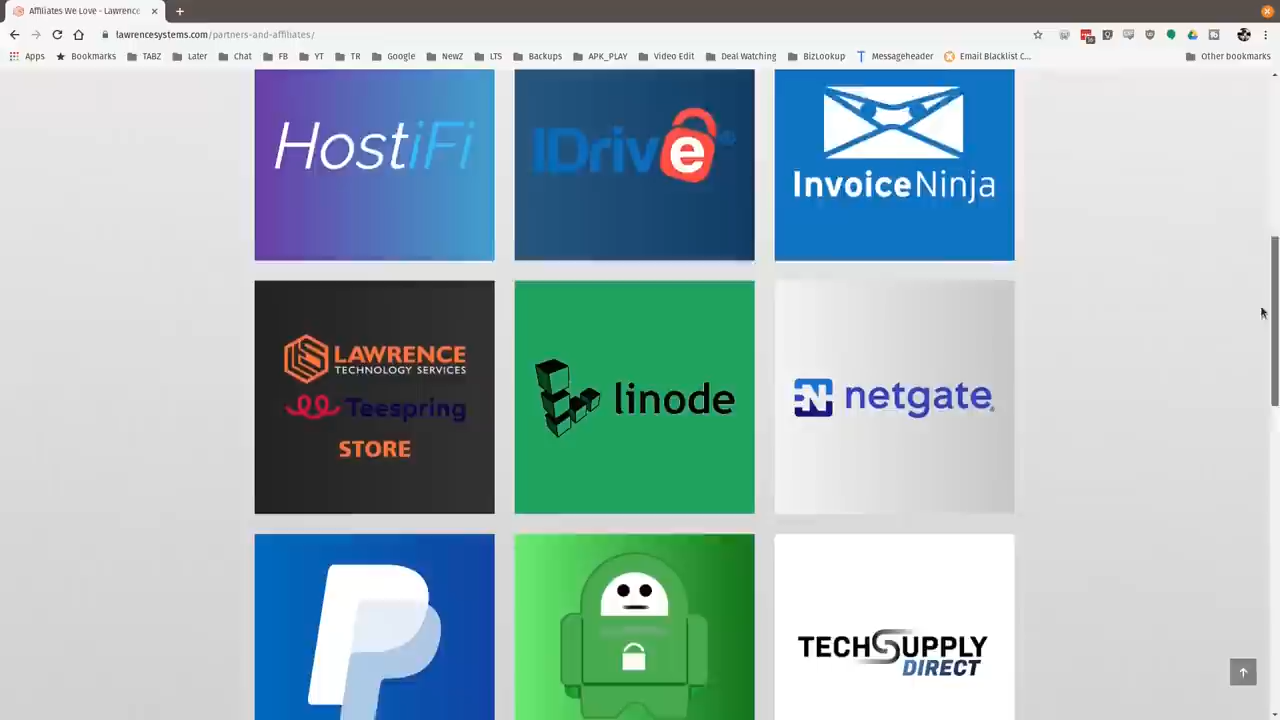 Affiliates We Love - Lawrence
lawrencesystems.com/partners-and-affiliates/
Apps Bookmarks TABZ Later Chat FB YT TR Google NewZ LTS Backups APK_PLAY Video Edit Deal Watching BizLookup Messageheader Email Blacklist C... Other bookmarks
HostiFi
IDrive®
InvoiceNinja
LAWRENCE
TECHNOLOGY SERVICES
Teespring
STORE
linode
netgate®
TECHSUPPLY
DIRECT